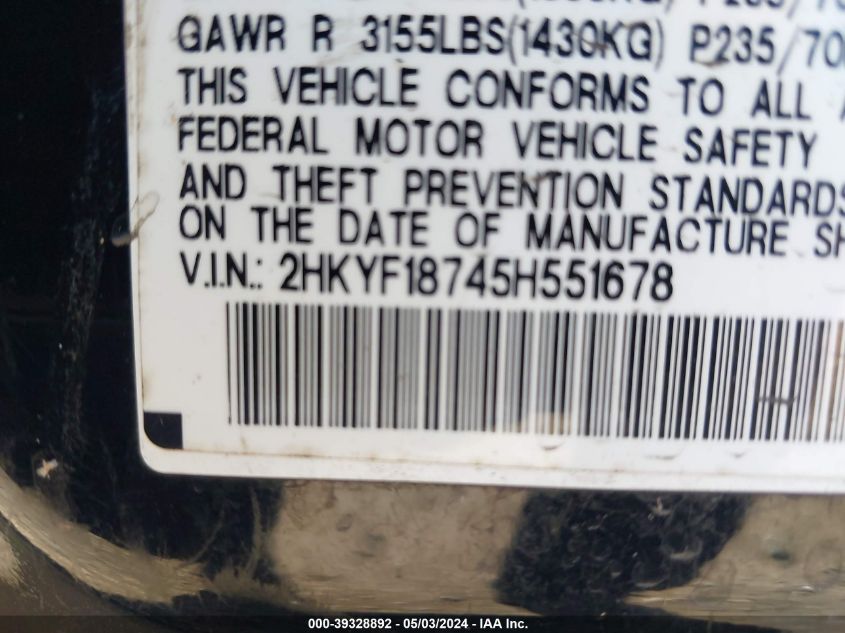 GAWR R 3155LBS(1430KG) P235/70
THIS VEHICLE CONFORMS TO ALL
FEDERAL MOTOR VEHICLE SAFETY
AND THEFT PREVENTION STANDARDS
ON THE DATE OF MANUFACTURE SH
V.I.N.: 2HKYF18745H551678
000-39328892 - 05/03/2024 - IAA Inc.